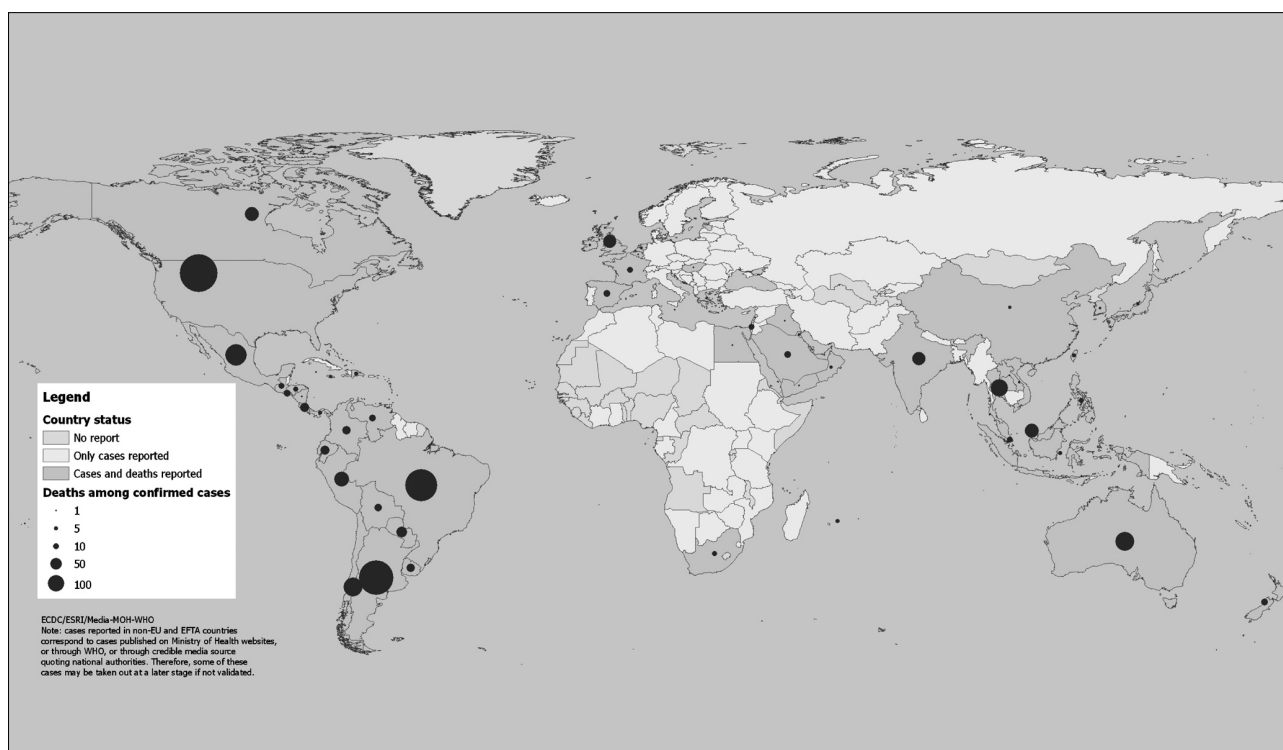 Legend
Country status
No report
Only cases reported
Cases and deaths reported
Deaths among confirmed cases
1
5
10
50
100
ECDC/ESRI/Media-MOH-WHO
Note: cases reported in non-EU and EFTA countries
correspond to cases published on Ministry of Health websites,
or through WHO, or through credible media source
quoting national authorities. Therefore, some of these
cases may be taken out at a later stage if not validated.